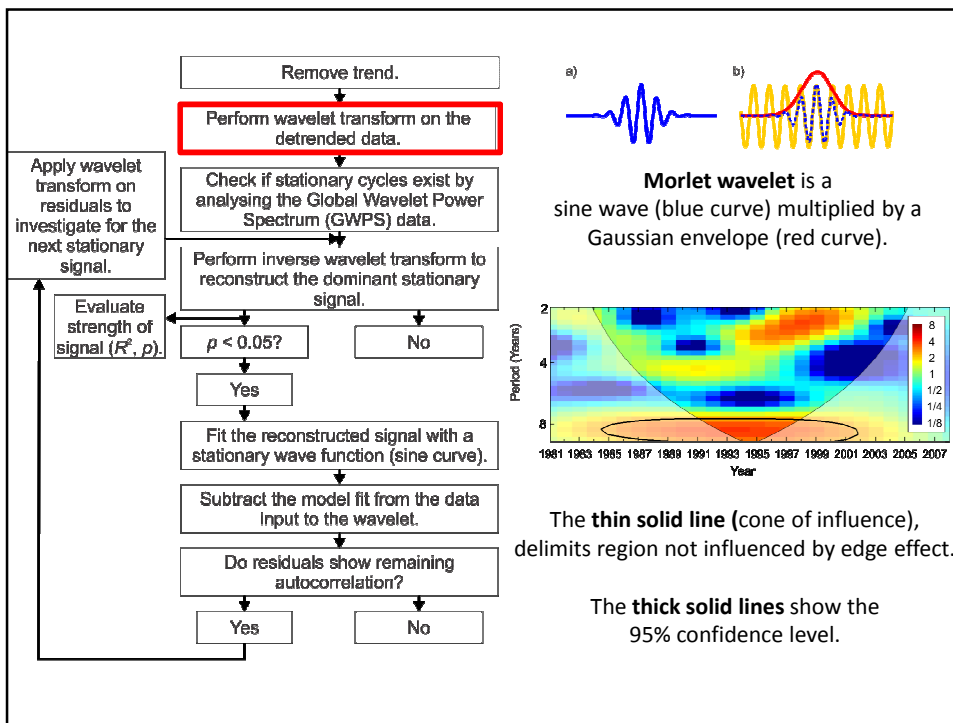 Remove trend.
Perform wavelet transform on the
detrended data.
Check if stationary cycles exist by
analysing the Global Wavelet Power
Spectrum (GWPS) data.
Perform inverse wavelet transform to
reconstruct the dominant stationary
signal.
p < 0.05?
No
Yes
Fit the reconstructed signal with a
stationary wave function (sine curve).
Subtract the model fit from the data
input to the wavelet.
Do residuals show remaining
autocorrelation?
Yes
No
Apply wavelet
transform on
residuals to
investigate for the
next stationary
signal.
Evaluate
strength of
signal (R², p).
a)
b)
Morlet wavelet is a
sine wave (blue curve) multiplied by a
Gaussian envelope (red curve).
Period (Years)
2
4
8
8
4
2
1
1/2
1/4
1/8
1981 1963 1965 1987 1989 1991 1993 1995 1997 1999 2001 2003 2005 2007
Year
The thin solid line (cone of influence),
delimits region not influenced by edge effect.
The thick solid lines show the
95% confidence level.